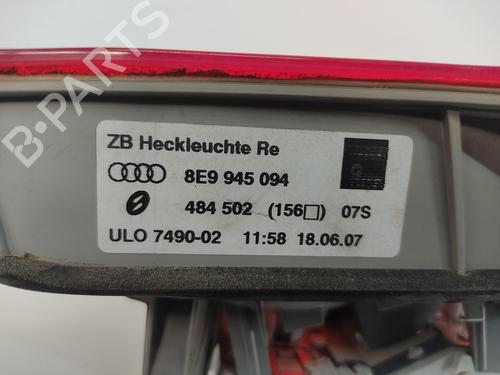 B-PARTS
ZB Heckleuchte Re
8E9 945 094
484 502 (156□) 07S
ULO 7490-02 11:58 18.06.07